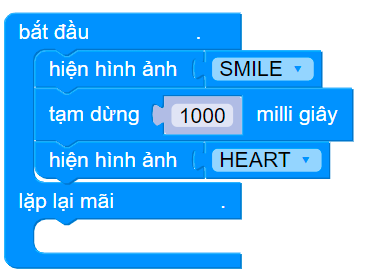 bắt đầu .
hiện hình ảnh SMILE
tạm dừng 1000 milli giây
hiện hình ảnh HEART
lặp lại mãi .